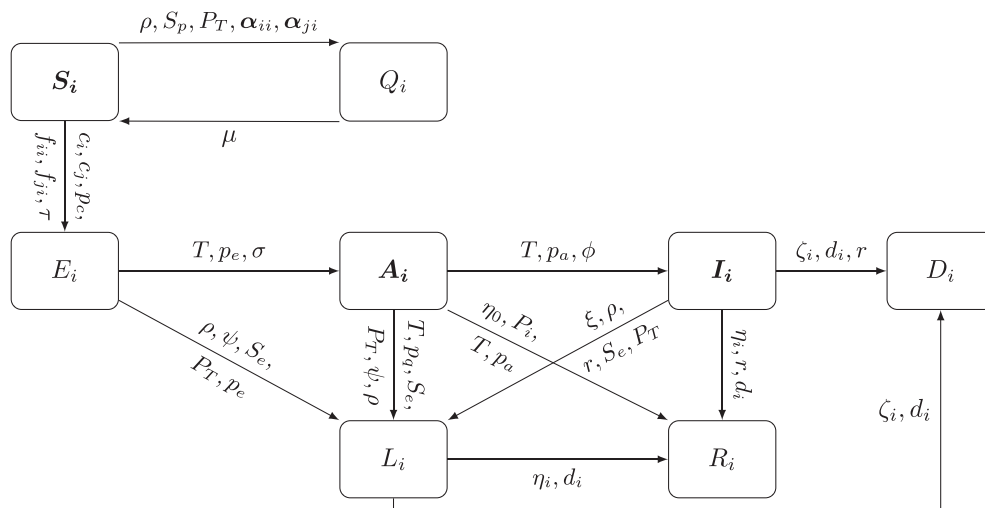 ρ, S_p, P_T, α_ii, α_ji
S_i
Q_i
μ
c_i, c_j, p_c,
f_ii, f_ji, τ
E_i
T, p_e, σ
A_i
T, p_a, φ
I_i
ζ_i, d_i, r
D_i
ρ, ψ, S_e,
P_T, p_e
T, p_a, S_e,
P_T, ψ, ρ
η_0, P_i,
T, p_a
ξ, ρ,
r, S_e, P_T
η_i, r, d_i
ζ_i, d_i
L_i
η_i, d_i
R_i